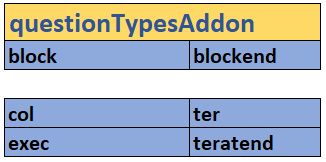 questionTypesAddon
block blockend
col ter
exec teratend